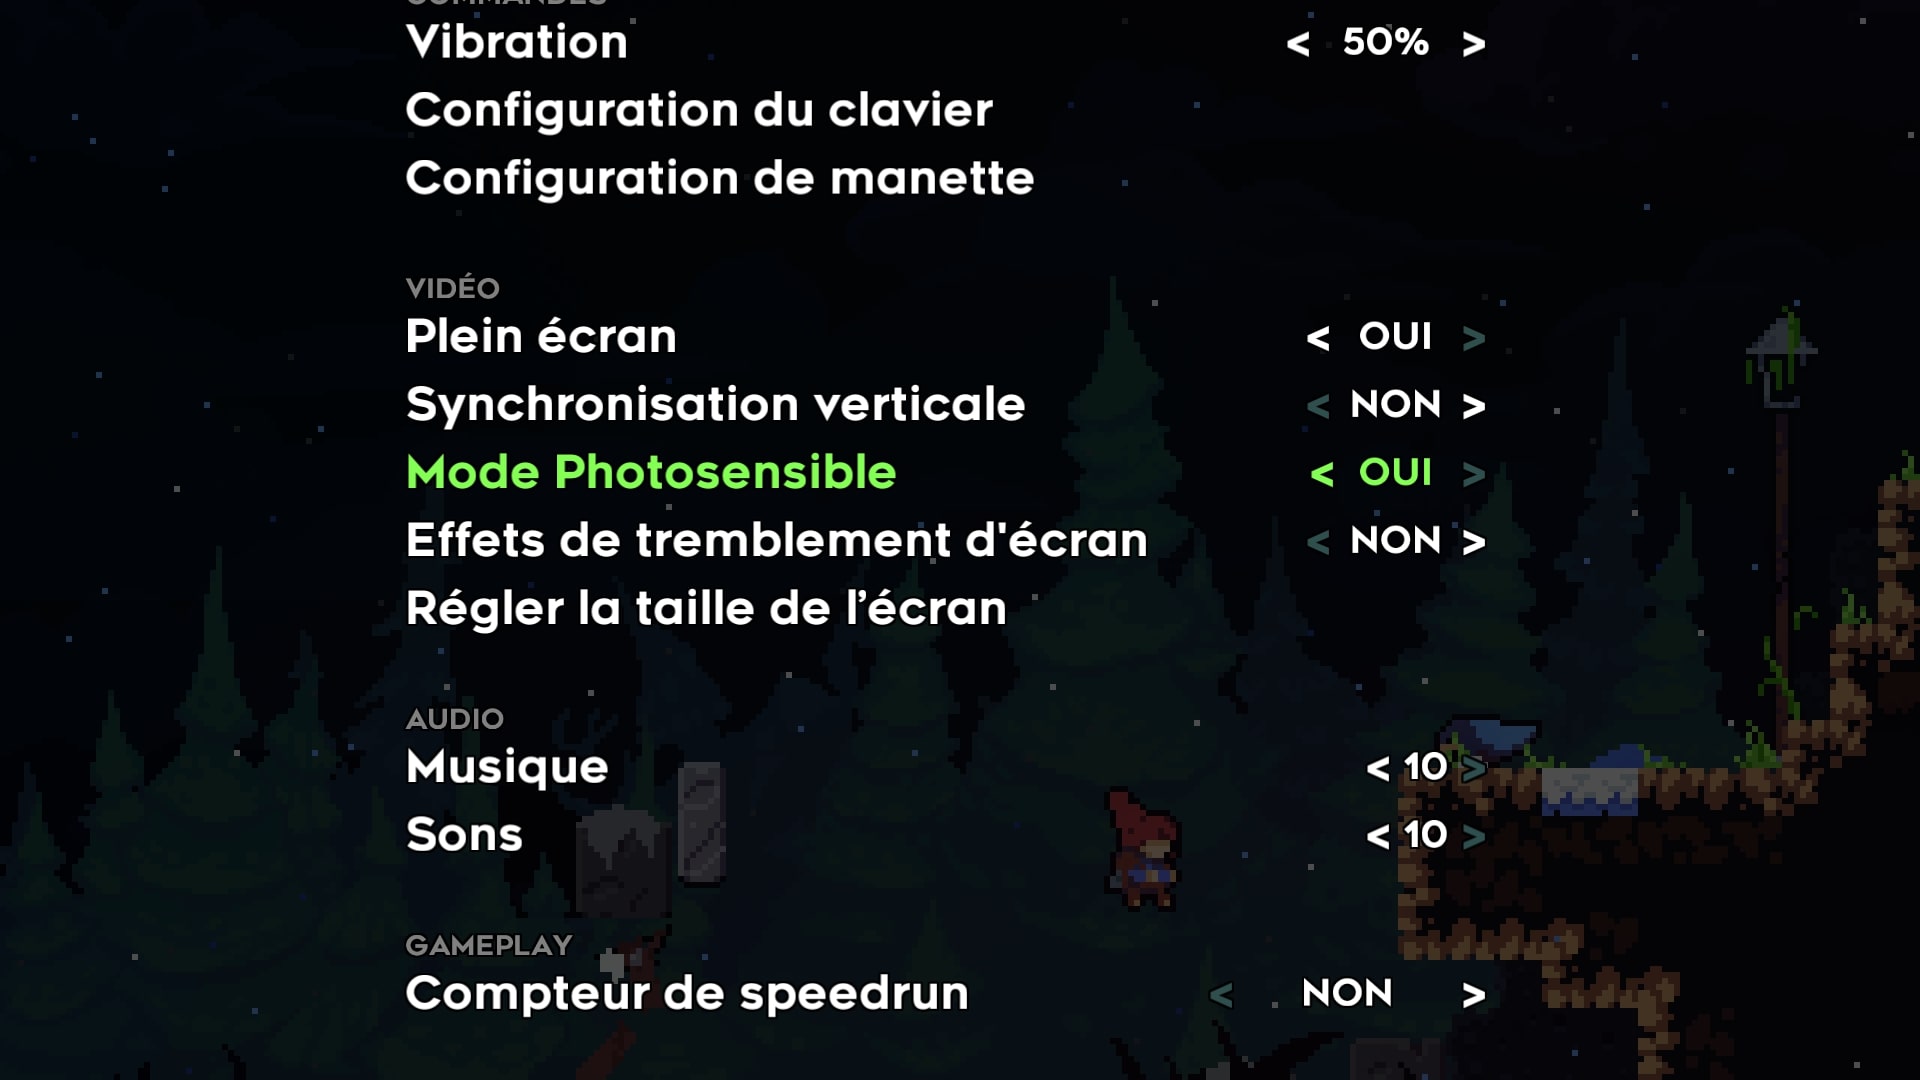 COMMANDES
Vibration < 50% >
Configuration du clavier
Configuration de manette
VIDÉO
Plein écran < OUI >
Synchronisation verticale < NON >
Mode Photosensible < OUI >
Effets de tremblement d'écran < NON >
Régler la taille de l’écran
AUDIO
Musique < 10 >
Sons < 10 >
GAMEPLAY
Compteur de speedrun < NON >